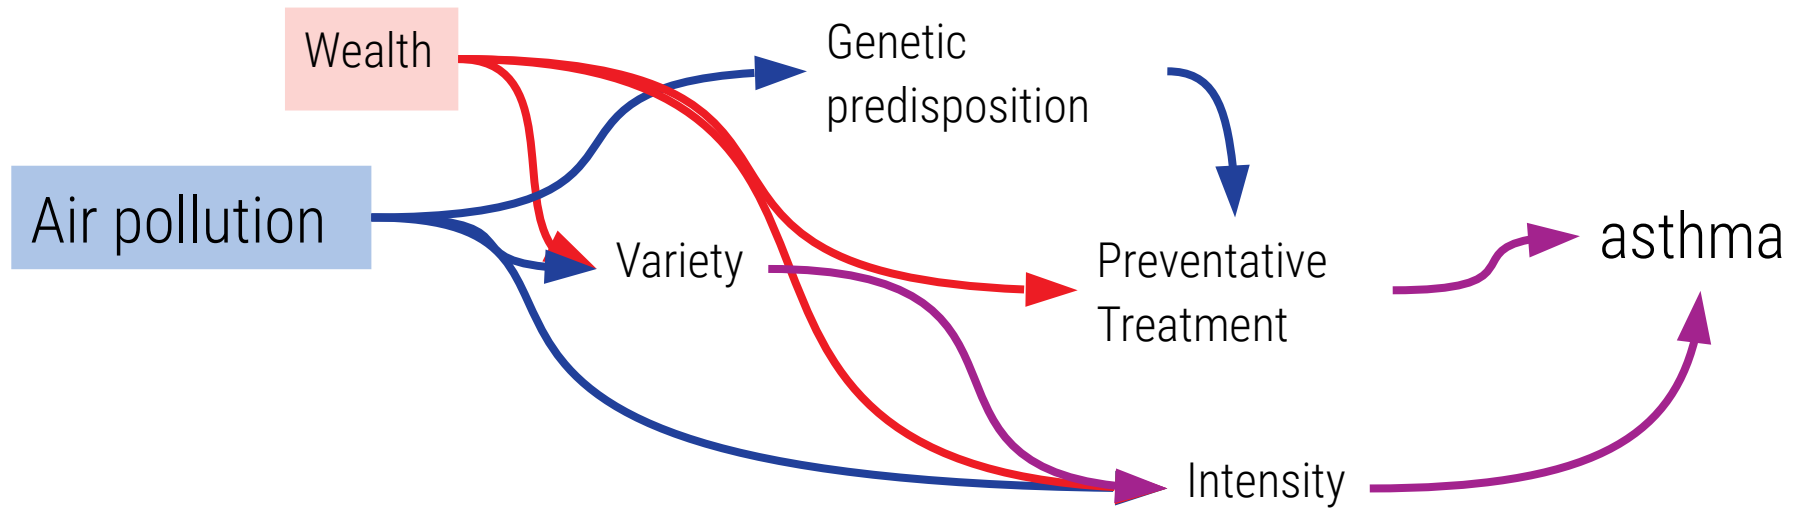 Wealth
Genetic
predisposition
Air pollution
Variety
Preventative
Treatment
asthma
Intensity